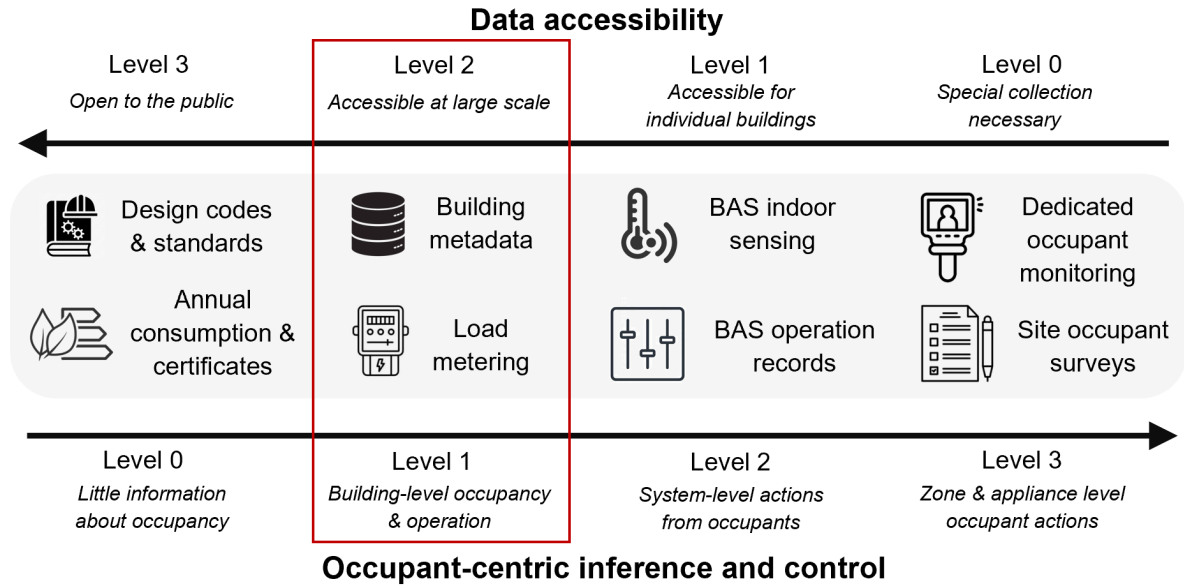 Data accessibility
Level 3
Open to the public
Level 2
Accessible at large scale
Level 1
Accessible for
individual buildings
Level 0
Special collection
necessary
Design codes
& standards
Building
metadata
BAS indoor
sensing
Dedicated
occupant
monitoring
Annual
consumption &
certificates
Load
metering
BAS operation
records
Site occupant
surveys
Level 0
Little information
about occupancy
Level 1
Building-level occupancy
& operation
Level 2
System-level actions
from occupants
Level 3
Zone & appliance level
occupant actions
Occupant-centric inference and control